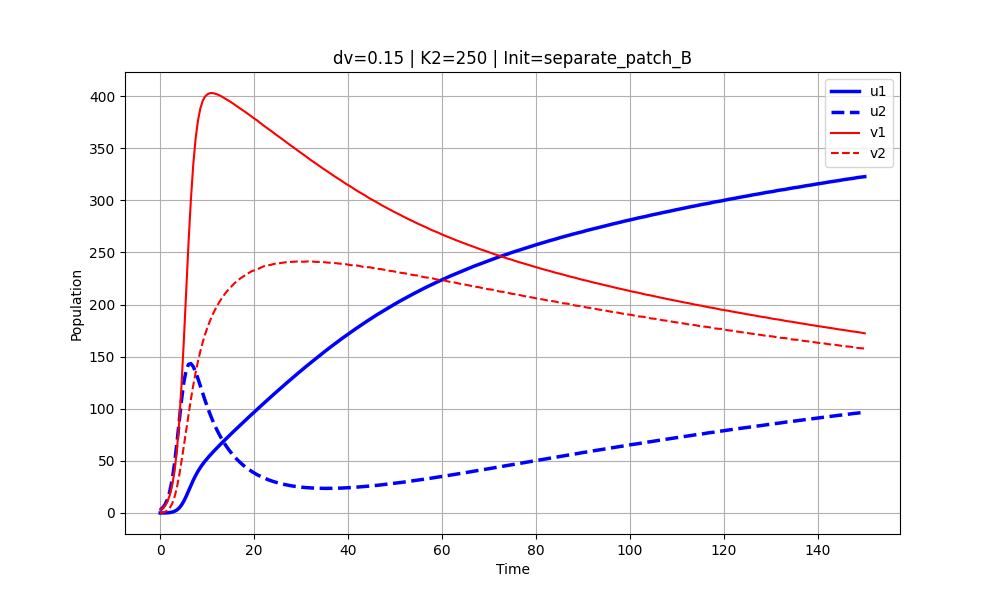 dv=0.15 | K2=250 | Init=separate_patch_B
Population
400
350
300
250
200
150
100
50
0
0 20 40 60 80 100 120 140
Time
u1
u2
v1
v2